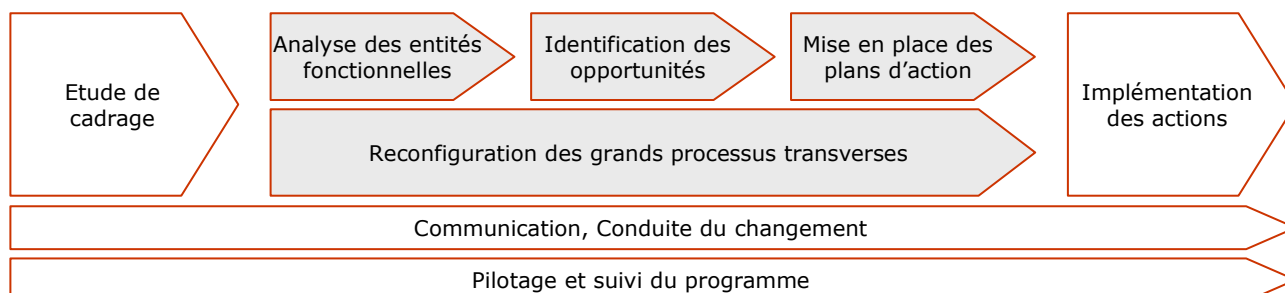 Etude de
cadrage
Analyse des entités
fonctionnelles
Identification des
opportunités
Mise en place des
plans d’action
Reconfiguration des grands processus transverses
Implémentation
des actions
Communication, Conduite du changement
Pilotage et suivi du programme